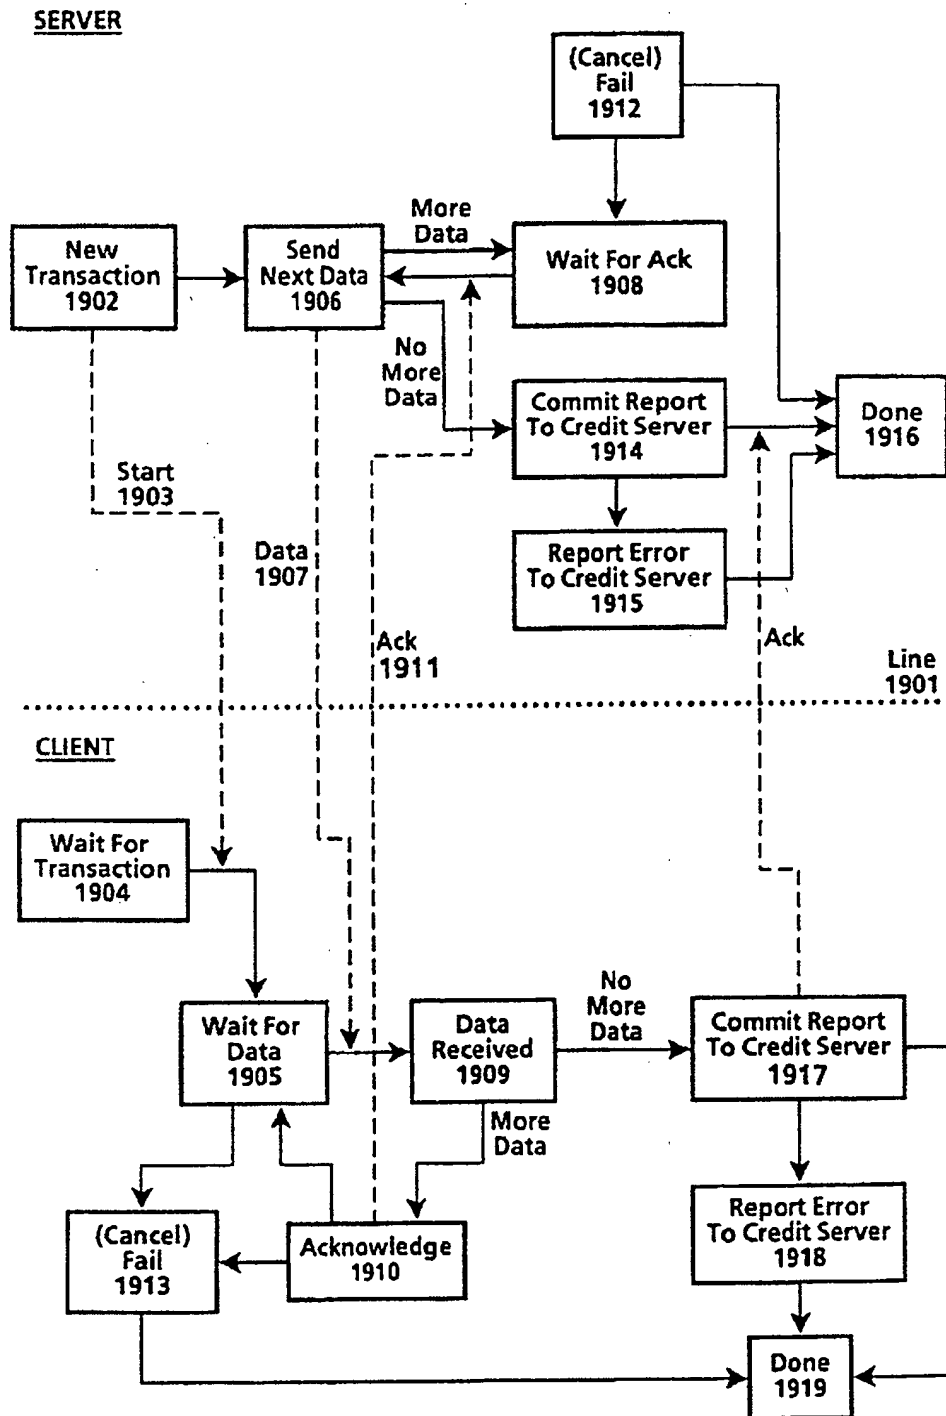 SERVER
(Cancel)
Fail
1912
More
Data
New
Transaction
1902
Send
Next Data
1906
Wait For Ack
1908
No
More
Data
Commit Report
To Credit Server
1914
Done
1916
Start
1903
Data
1907
Report Error
To Credit Server
1915
Ack
1911
Ack
Line
1901
CLIENT
Wait For
Transaction
1904
Wait For
Data
1905
Data
Received
1909
No
More
Data
Commit Report
To Credit Server
1917
More
Data
(Cancel)
Fail
1913
Acknowledge
1910
Report Error
To Credit Server
1918
Done
1919